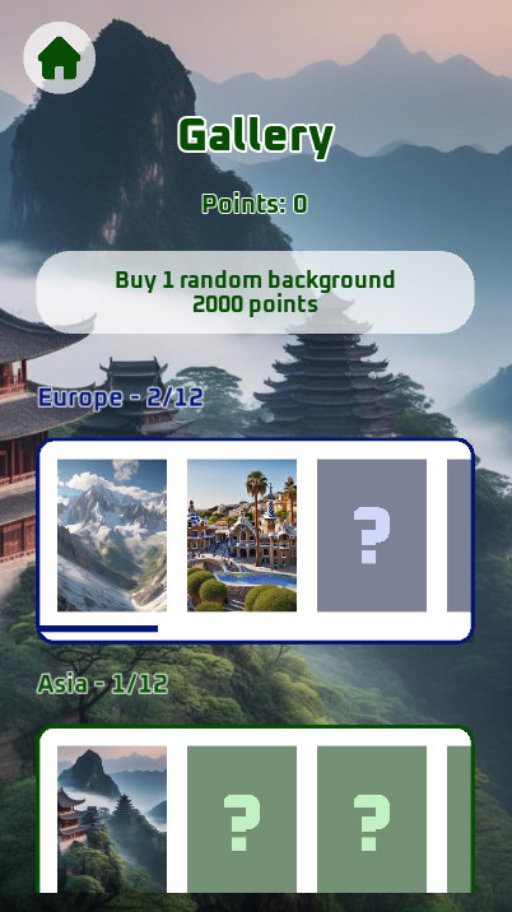 Gallery
Points: 0
Buy 1 random background
2000 points
Europe - 2/12
?
Asia - 1/12
?
?